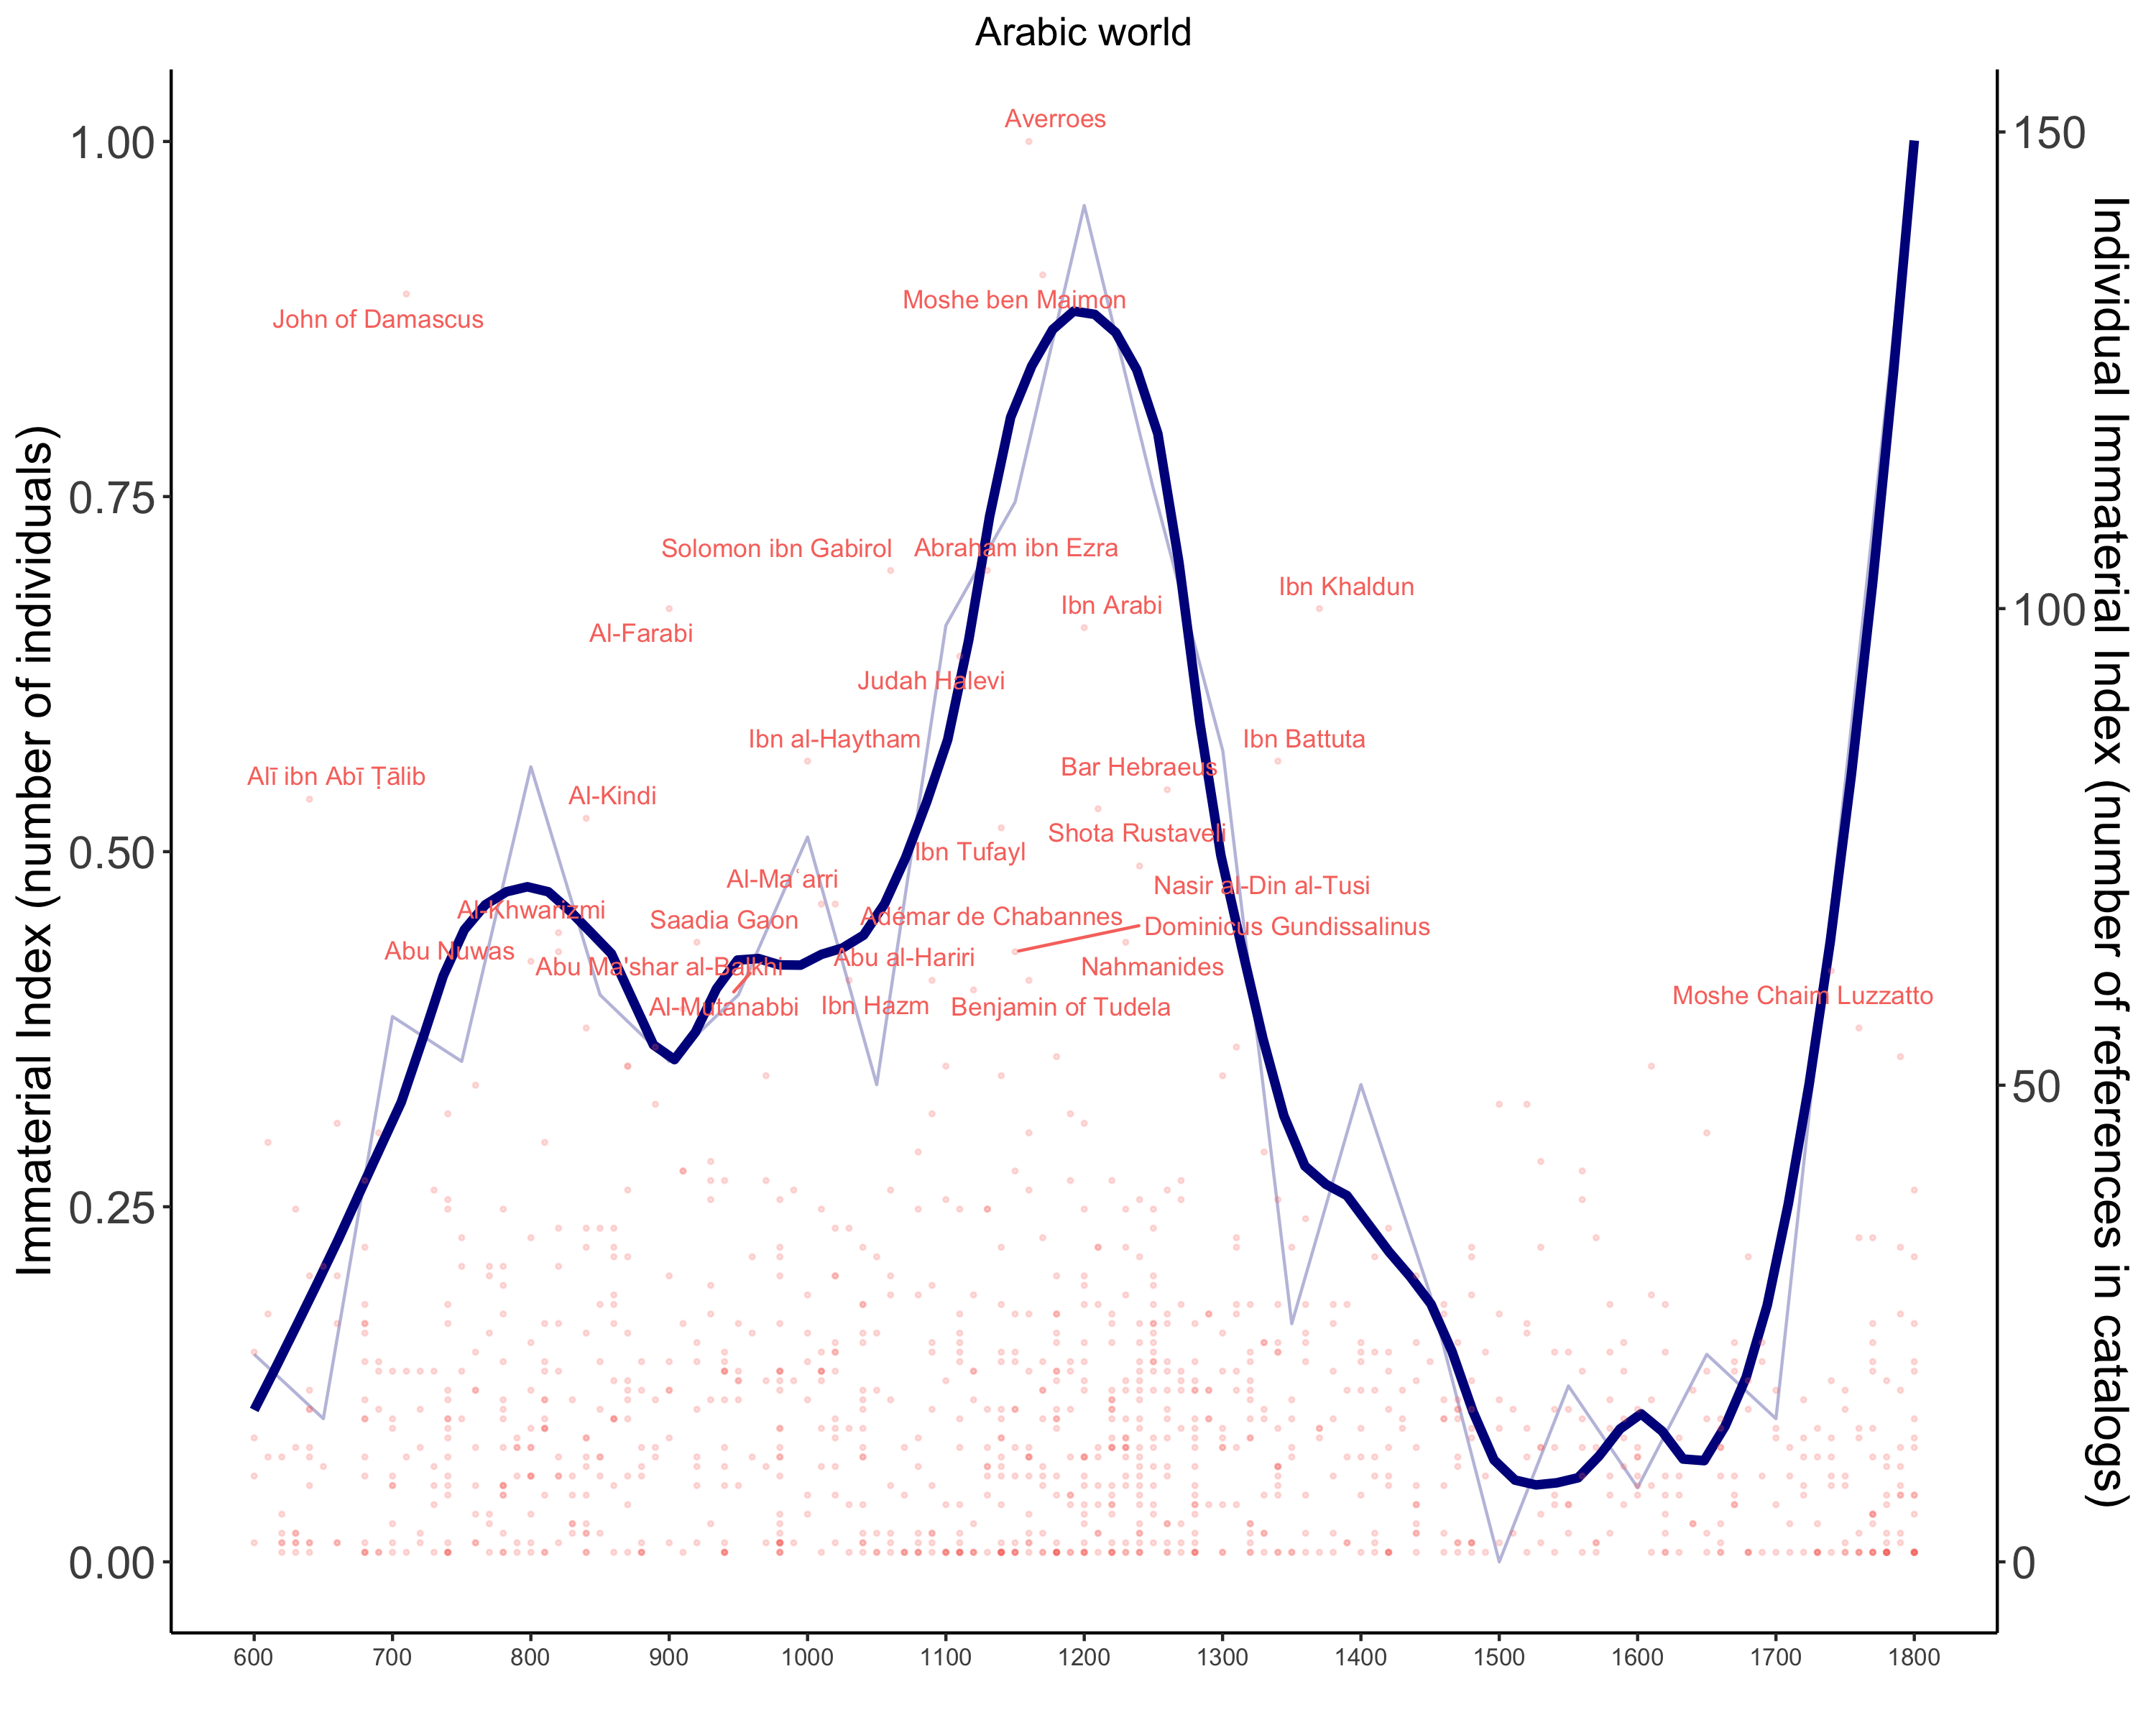 Arabic world
Immaterial Index (number of individuals)
1.00
0.75
0.50
0.25
0.00
Averroes
Moshe ben Maimon
John of Damascus
Solomon ibn Gabirol
Abraham ibn Ezra
Ibn Khaldun
Ibn Arabi
Al-Farabi
Judah Halevi
Ibn al-Haytham
Ibn Battuta
Bar Hebraeus
Alī ibn Abī Ṭālib
Al-Kindi
Shota Rustaveli
Ibn Tufayl
Al-Maʿarri
Nasir al-Din al-Tusi
Al-Khwarizmi
Saadia Gaon
Adémar de Chabannes
Dominicus Gundissalinus
Abu Nuwas
Abu Ma'shar al-Balkhi
Abu al-Hariri
Nahmanides
Moshe Chaim Luzzatto
Al-Mutanabbi
Ibn Hazm
Benjamin of Tudela
150
100
50
0
Individual Immaterial Index (number of references in catalogs)
600 700 800 900 1000 1100 1200 1300 1400 1500 1600 1700 1800